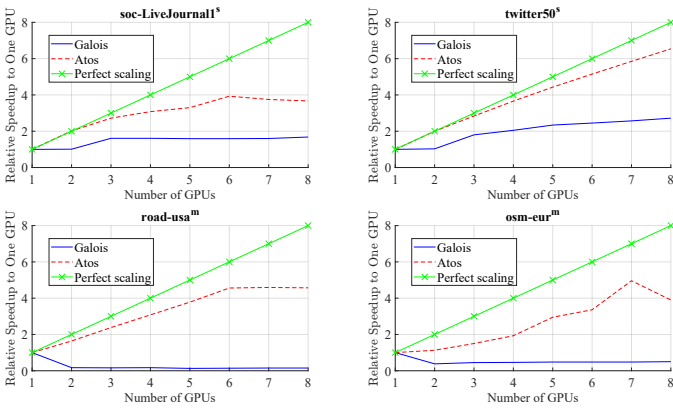 soc-LiveJournal1ˢ
Relative Speedup to One GPU
8
6
4
2
0
Galois
Atos
Perfect scaling
1 2 3 4 5 6 7 8
Number of GPUs
twitter50ˢ
Relative Speedup to One GPU
8
6
4
2
0
Galois
Atos
Perfect scaling
1 2 3 4 5 6 7 8
Number of GPUs
road-usaᵐ
Relative Speedup to One GPU
8
6
4
2
0
Galois
Atos
Perfect scaling
1 2 3 4 5 6 7 8
Number of GPUs
osm-eurᵐ
Relative Speedup to One GPU
8
6
4
2
0
Galois
Atos
Perfect scaling
1 2 3 4 5 6 7 8
Number of GPUs